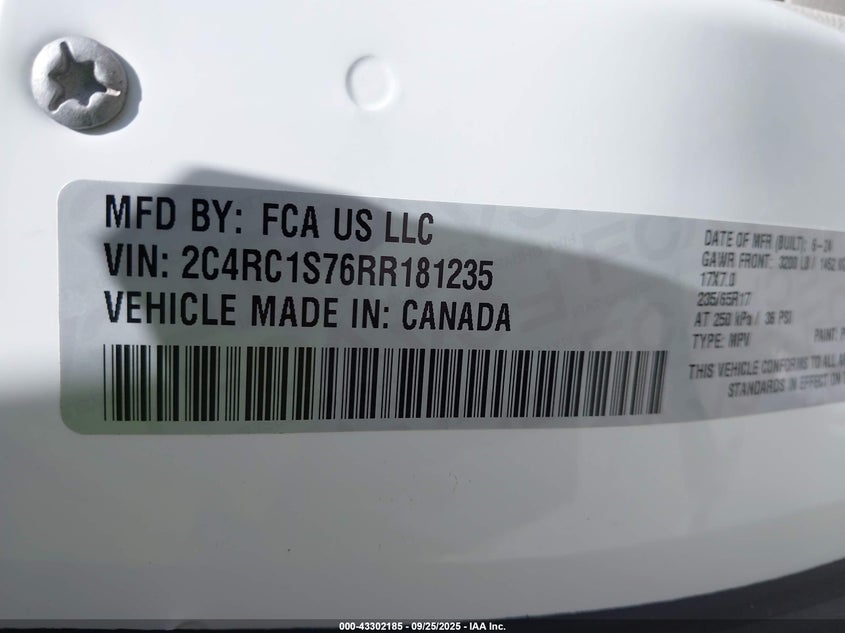 MFD BY: FCA US LLC
VIN: 2C4RC1S76RR181235
VEHICLE MADE IN: CANADA
DATE OF MFR (BUILT): 6-24
GAWR FRONT: 3200 LB / 1452
17X7.0
235/65R17
AT 250 kPa / 36 PSI
TYPE: MPV PAINT:
THIS VEHICLE CONFORMS TO ALL
STANDARDS IN EFFECT ON
000-43302185 - 09/25/2025 - IAA Inc.